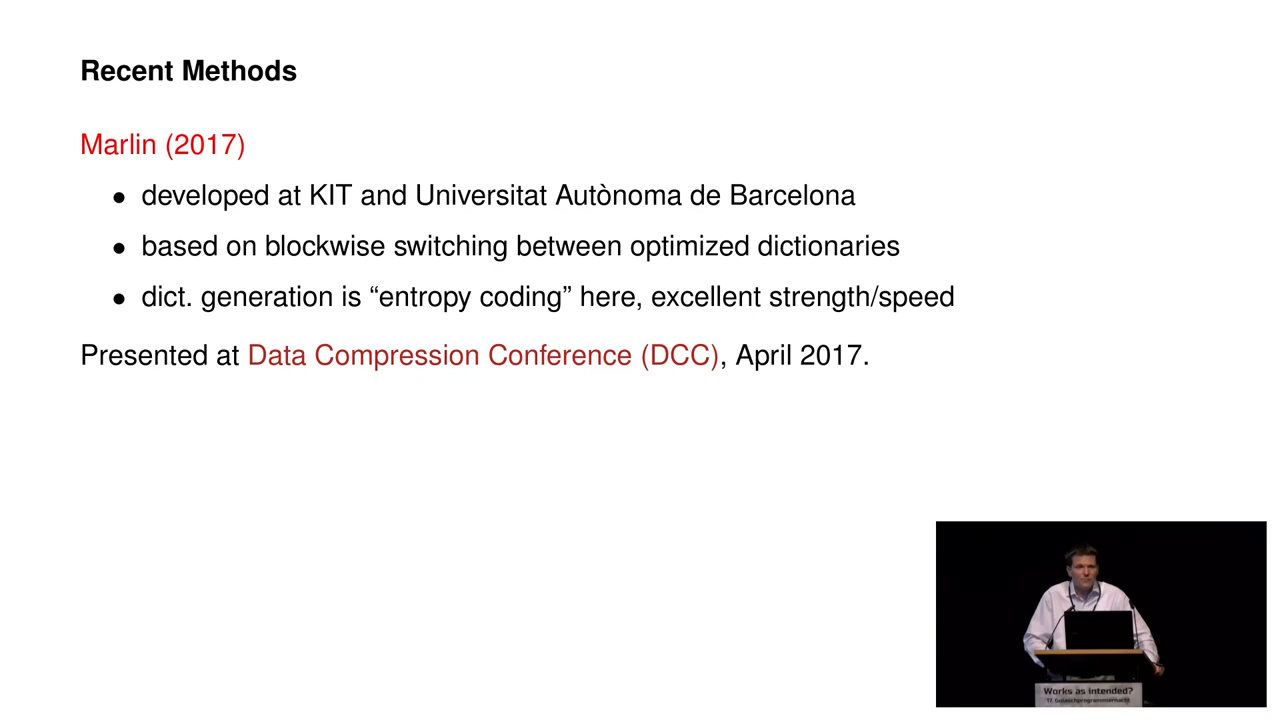 Recent Methods
Marlin (2017)
• developed at KIT and Universitat Autònoma de Barcelona
• based on blockwise switching between optimized dictionaries
• dict. generation is “entropy coding” here, excellent strength/speed
Presented at Data Compression Conference (DCC), April 2017.
Works as intended?
17. Gulaschprogrammiernacht